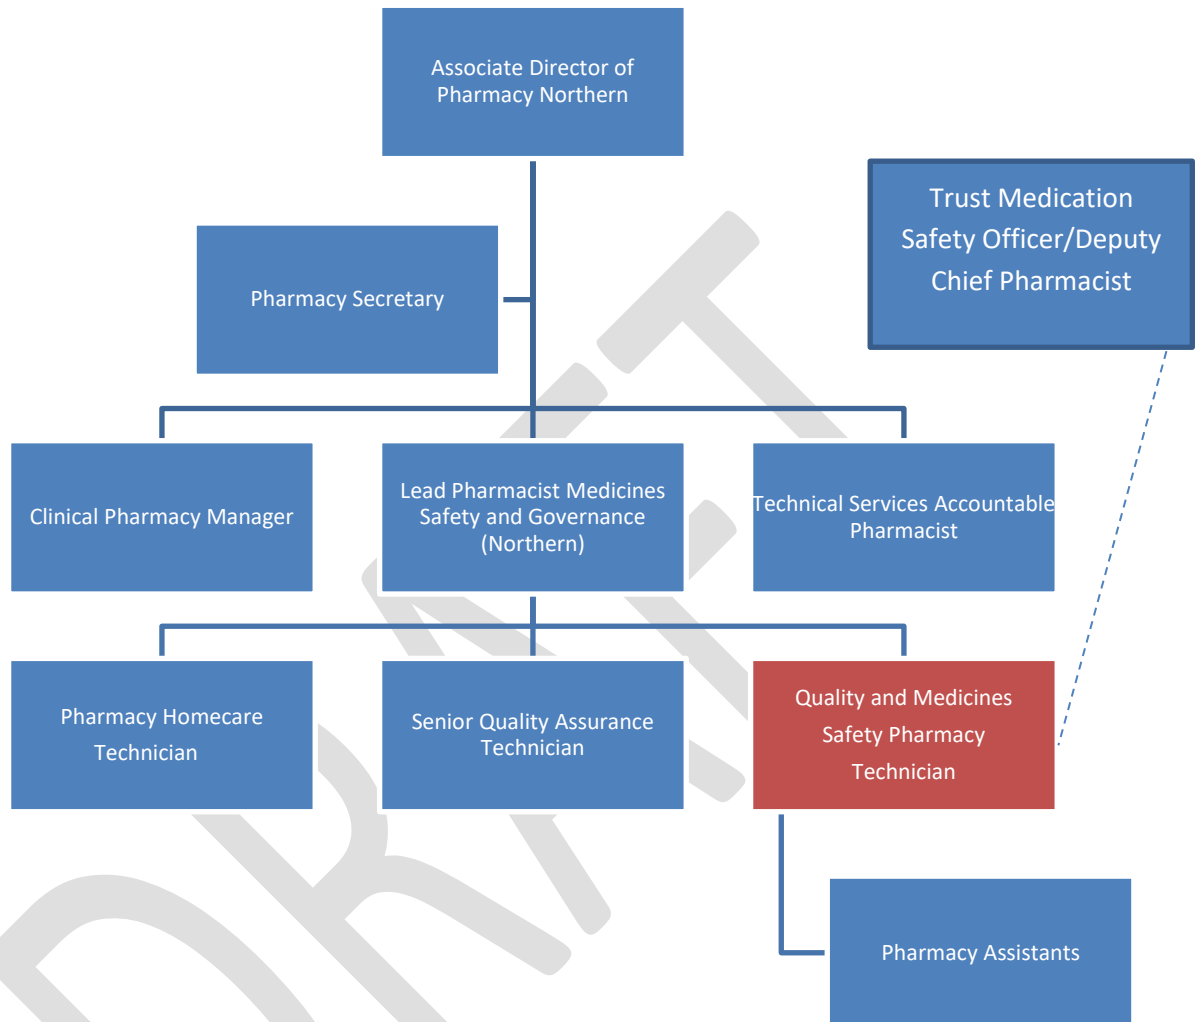 Associate Director of
Pharmacy Northern
Trust Medication
Safety Officer/Deputy
Chief Pharmacist
Pharmacy Secretary
Clinical Pharmacy Manager
Lead Pharmacist Medicines
Safety and Governance
(Northern)
Technical Services Accountable
Pharmacist
Pharmacy Homecare
Technician
Senior Quality Assurance
Technician
Quality and Medicines
Safety Pharmacy
Technician
Pharmacy Assistants
DRAFT